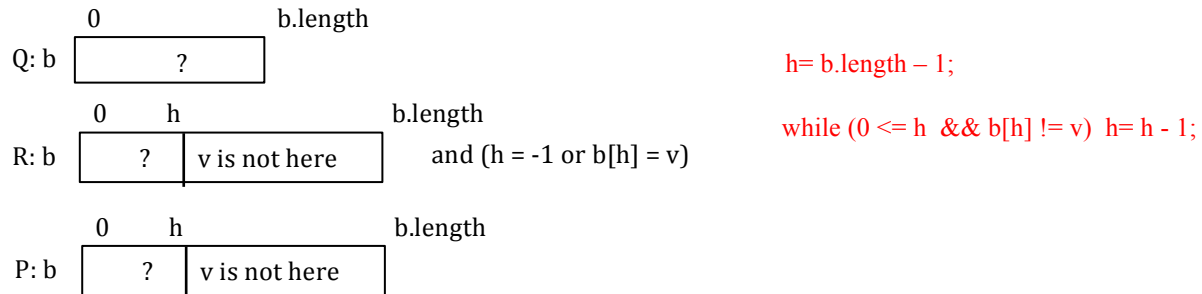 0 b.length
Q: b ?
h= b.length – 1;
0 h b.length
while (0 <= h && b[h] != v) h= h - 1;
R: b ? v is not here and (h = -1 or b[h] = v)
0 h b.length
P: b ? v is not here